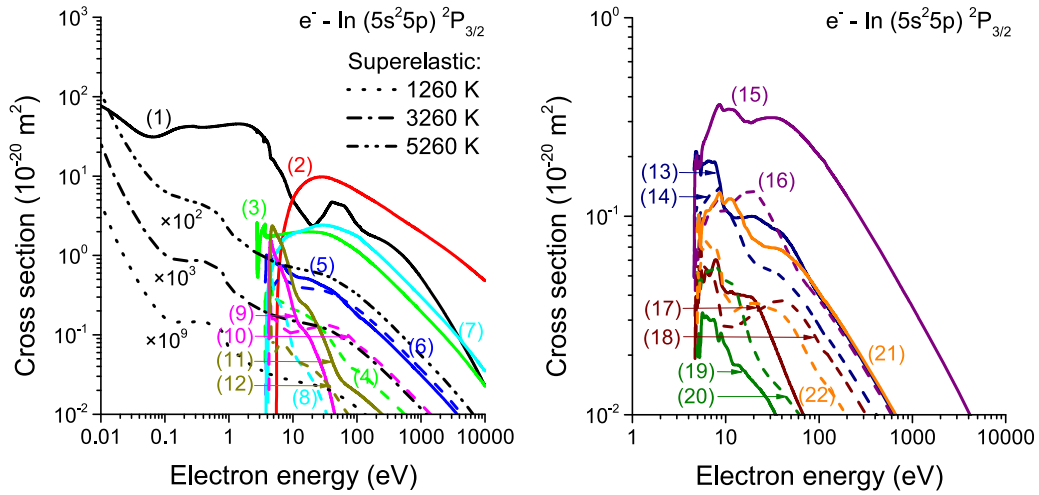 e⁻ - In (5s²5p) ²P₃/₂
Superelastic:
1260 K
3260 K
5260 K
Cross section (10⁻²⁰ m²)
10³
10²
10¹
10⁰
10⁻¹
10⁻²
(1)
(2)
(3)
×10²
×10³
×10⁹
(5)
(9)
(10)
(11)
(12)
(8)
(4)
(6)
(7)
0.01 0.1 1 10 100 1000 10000
Electron energy (eV)
e⁻ - In (5s²5p) ²P₃/₂
Cross section (10⁻²⁰ m²)
10⁰
10⁻¹
10⁻²
(15)
(13)
(14)
(16)
(17)
(18)
(19)
(20)
(21)
(22)
1 10 100 1000 10000
Electron energy (eV)